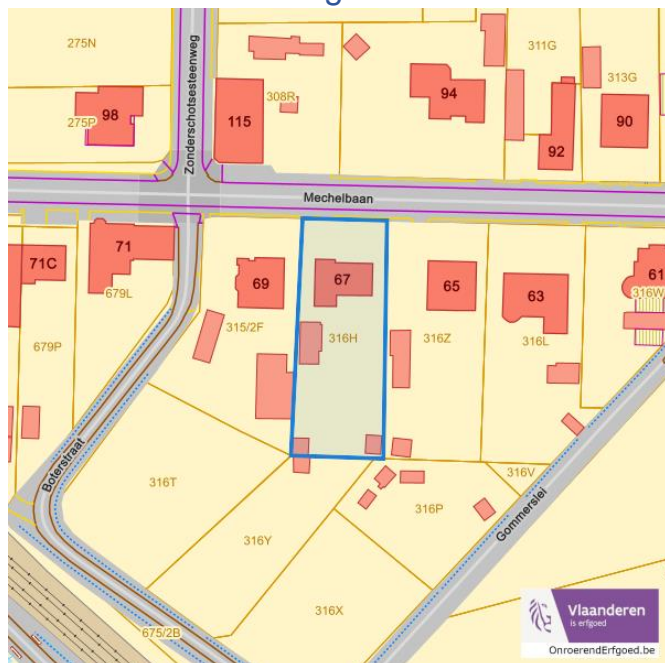 275N
98
275P
Zonderschotsesteenweg
115
308R
94
311G
92
313G
90
Mechelbaan
71C
71
679L
679P
69
315/2F
67
316H
65
316Z
63
316L
61
316W
Boterstraat
316T
316Y
316X
316P
316V
Gommerslei
675/2B
Vlaanderen
is erfgoed
OnroerendErfgoed.be